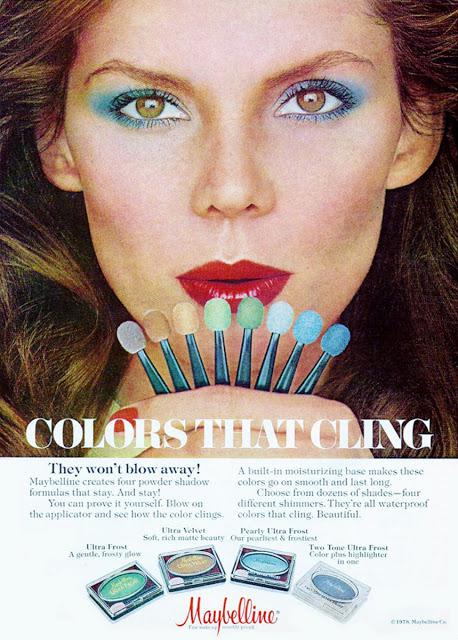 COLORS THAT CLING
They won't blow away!
Maybelline creates four powder shadow
formulas that stay. And stay!
You can prove it yourself. Blow on
the applicator and see how the color clings.
A built-in moisturizing base makes these
colors go on smooth and last long.
Choose from dozens of shades—four
different shimmers. They're all waterproof
colors that cling. Beautiful.
Ultra Frost
A gentle, frosty glow
Ultra Velvet
Soft, rich matte beauty
Pearly Ultra Frost
Our pearliest & frostiest
Two Tone Ultra Frost
Color plus highlighter
in one
Maybelline®
© 1978, Maybelline Co.